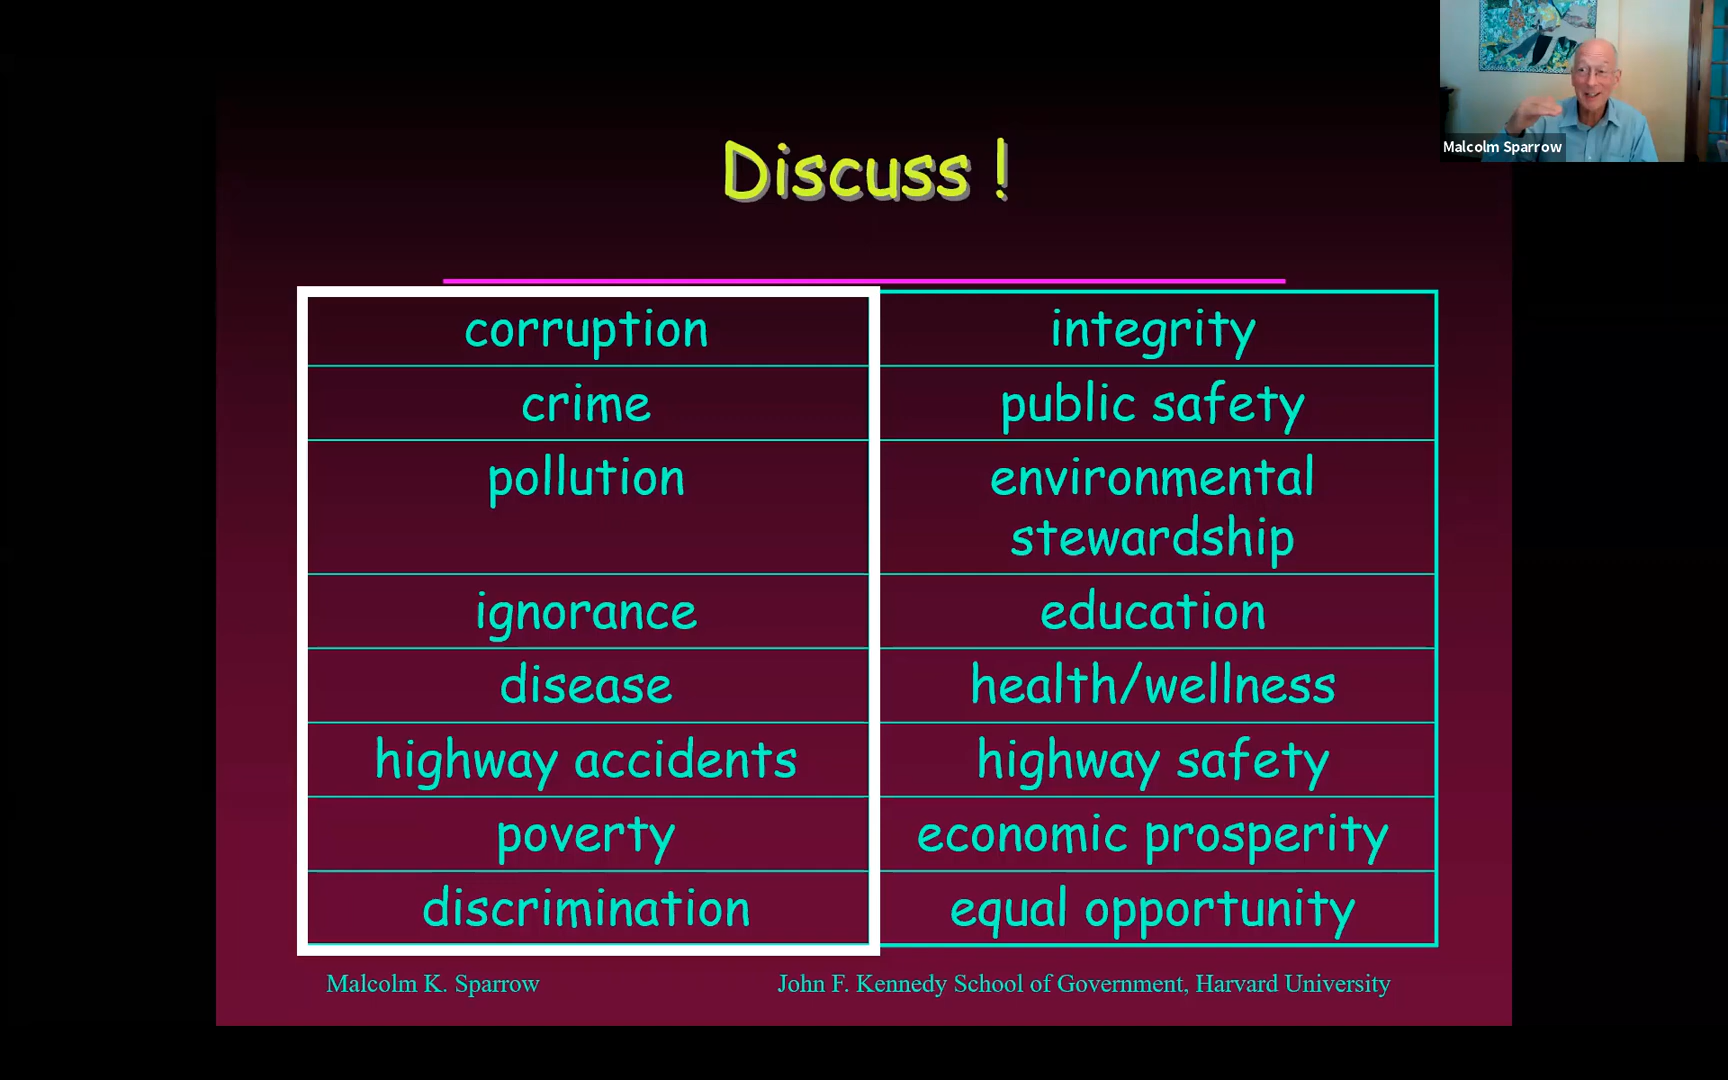 Malcolm Sparrow
Discuss !
corruption
integrity
crime
public safety
pollution
environmental
stewardship
ignorance
education
disease
health/wellness
highway accidents
highway safety
poverty
economic prosperity
discrimination
equal opportunity
Malcolm K. Sparrow
John F. Kennedy School of Government, Harvard University